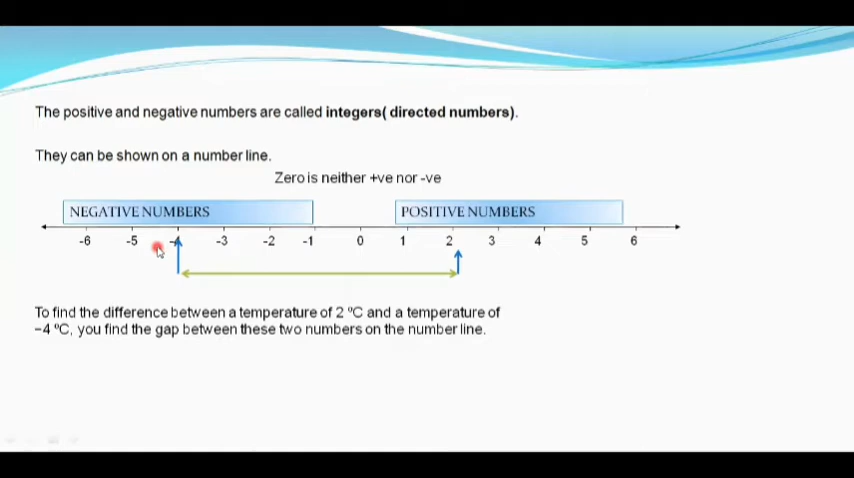 The positive and negative numbers are called integers( directed numbers).
They can be shown on a number line.
Zero is neither +ve nor -ve
NEGATIVE NUMBERS POSITIVE NUMBERS
-6 -5 -4 -3 -2 -1 0 1 2 3 4 5 6
To find the difference between a temperature of 2 ºC and a temperature of
−4 ºC, you find the gap between these two numbers on the number line.